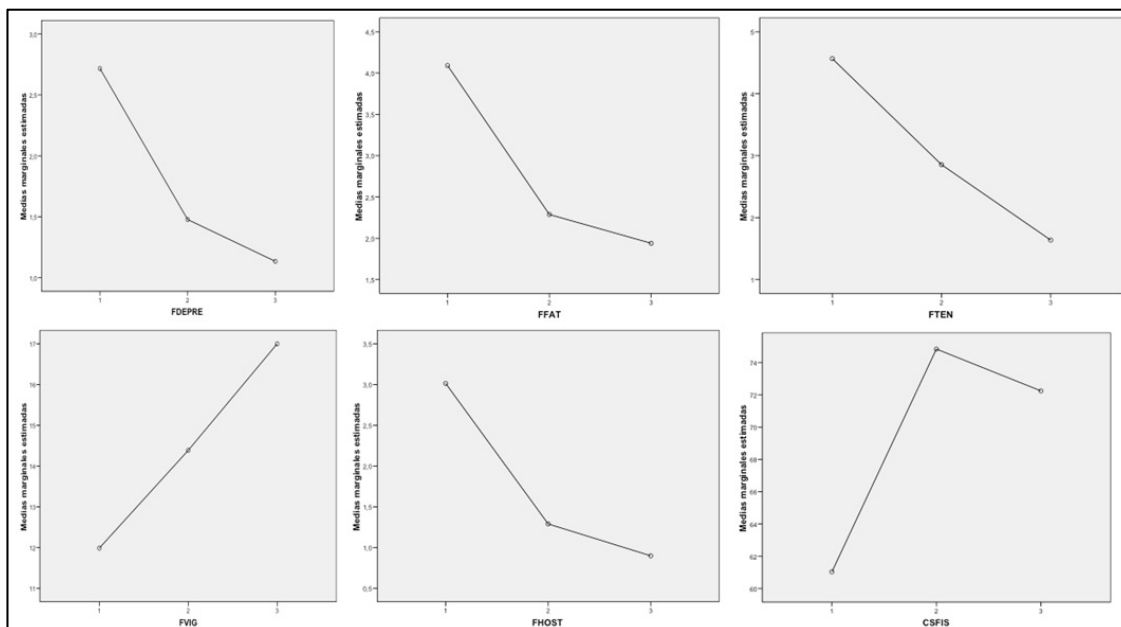 Medias marginales estimadas
3,0
2,5
2,0
1,5
1,0
1 2 3
FDEPRE
Medias marginales estimadas
4,5
4,0
3,5
3,0
2,5
2,0
1,5
1 2 3
FFAT
Medias marginales estimadas
5
4
3
2
1
1 2 3
FTEN
Medias marginales estimadas
17
16
15
14
13
12
11
1 2 3
FVIG
Medias marginales estimadas
3,5
3,0
2,5
2,0
1,5
1,0
0,5
1 2 3
FHOST
Medias marginales estimadas
74
72
70
68
66
64
62
60
1 2 3
CSFIS